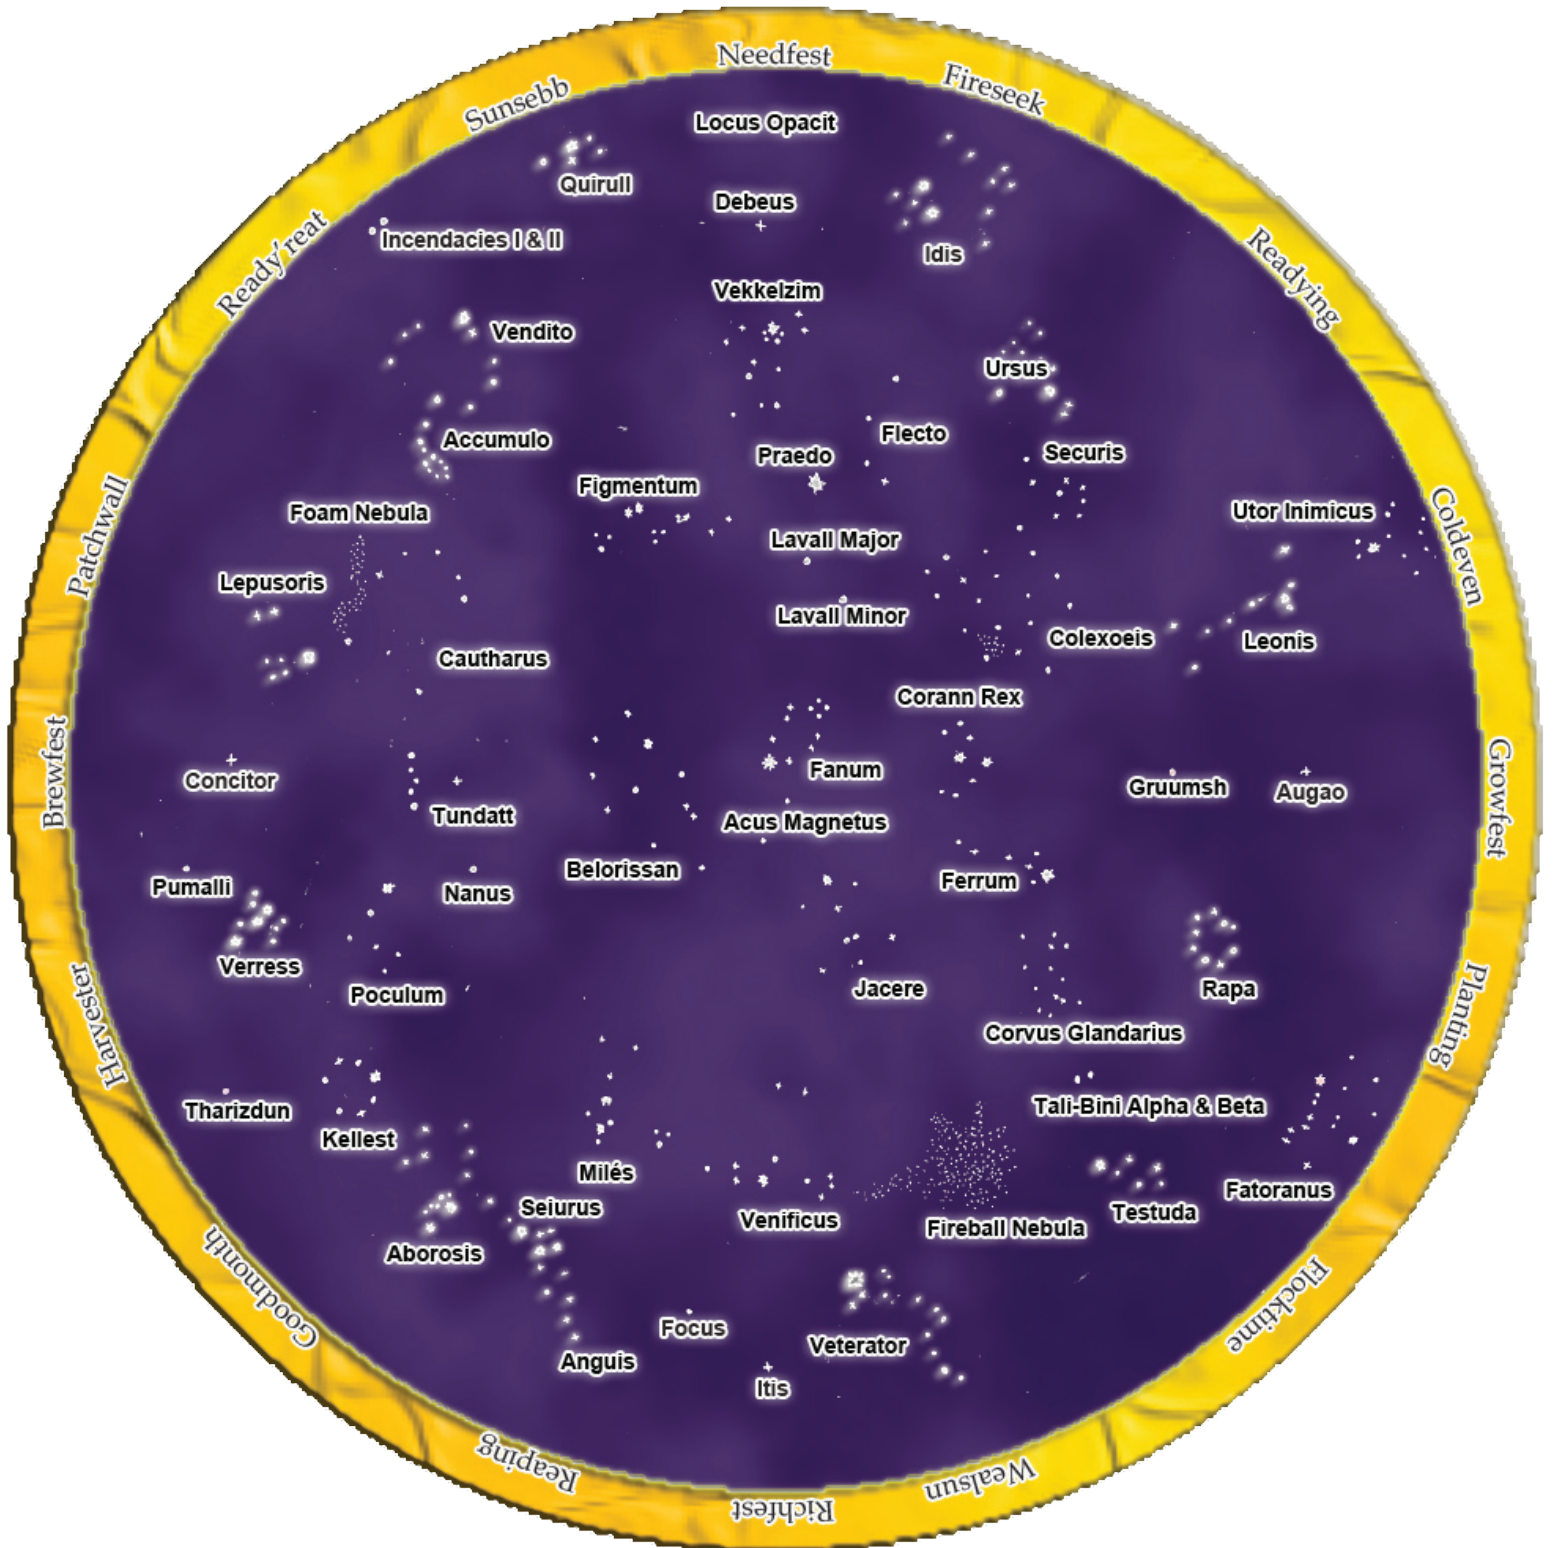 Needfest
Fireseek
Readying
Coldeven
Growfest
Planting
Flocktime
Wealsun
Richfest
Reaping
Goodmonth
Harvester
Brewfest
Patchwall
Ready'reat
Sunsebb
Locus Opacit
Quirull
Debeus
Incendacies I & II
Idis
Vekkelzim
Vendito
Ursus
Flecto
Accumulo
Securis
Praedo
Figmentum
Foam Nebula
Utor Inimicus
Lavall Major
Lepusoris
Lavall Minor
Colexoeis
Leonis
Cautharus
Corann Rex
Fanum
Concitor
Gruumsh
Augao
Tundatt
Acus Magnetus
Belorissan
Ferrum
Pumalli
Nanus
Verress
Poculum
Jacere
Rapa
Corvus Glandarius
Tali-Bini Alpha & Beta
Tharizdun
Kellest
Milés
Fatoranus
Seiurus
Testuda
Venificus
Fireball Nebula
Aborosis
Focus
Veterator
Anguis
Itis